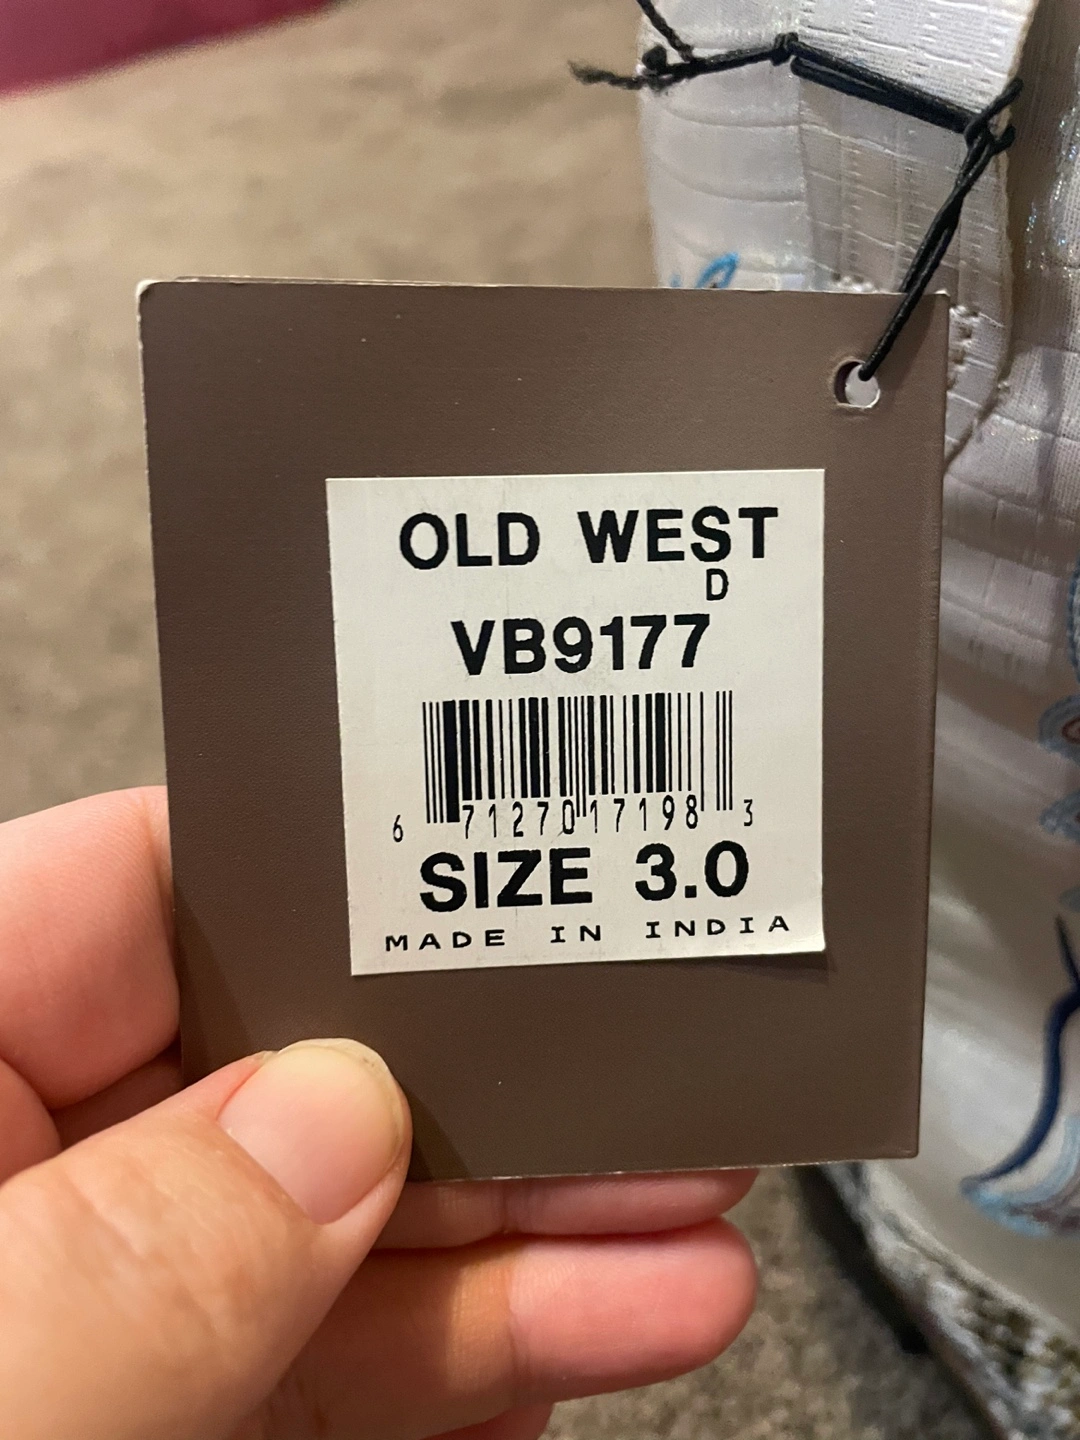 OLD WEST
D
VB9177
6 71270 17198 3
SIZE 3.0
MADE IN INDIA